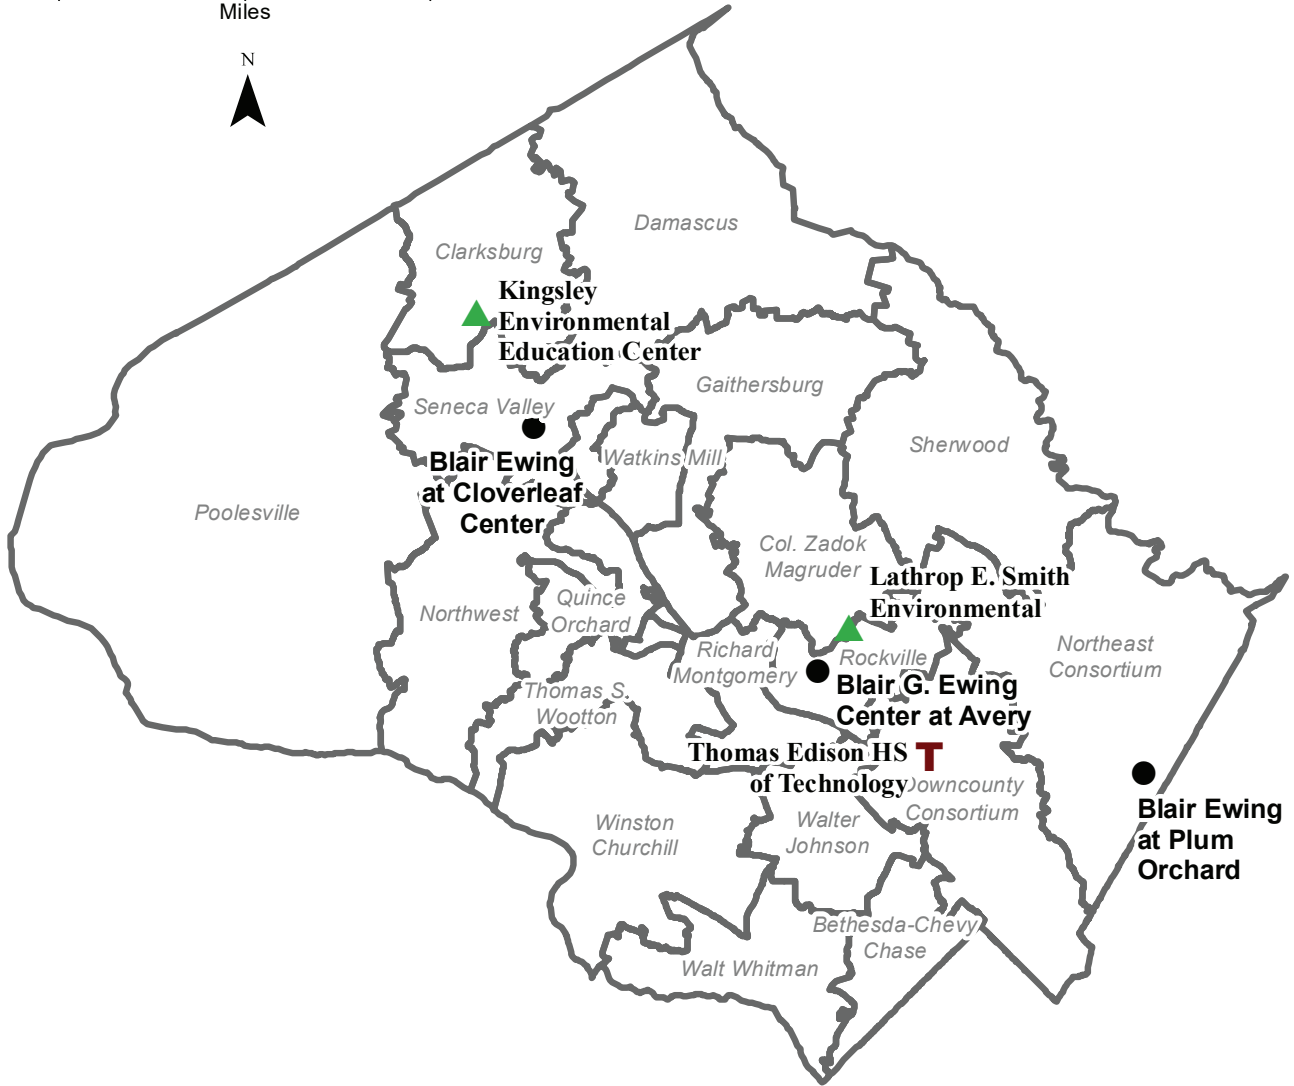 Miles
N
Damascus
Clarksburg
Kingsley
Environmental
Education Center
Gaithersburg
Seneca Valley
Sherwood
Watkins Mill
Blair Ewing
at Cloverleaf
Center
Poolesville
Col. Zadok
Magruder
Lathrop E. Smith
Environmental
Quince
Orchard
Northwest
Northeast
Consortium
Richard
Montgomery
Rockville
Blair G. Ewing
Center at Avery
Thomas S.
Wootton
Thomas Edison HS
of Technology
T
Downcounty
Consortium
Blair Ewing
at Plum
Orchard
Winston
Churchill
Walter
Johnson
Bethesda-Chevy
Chase
Walt Whitman